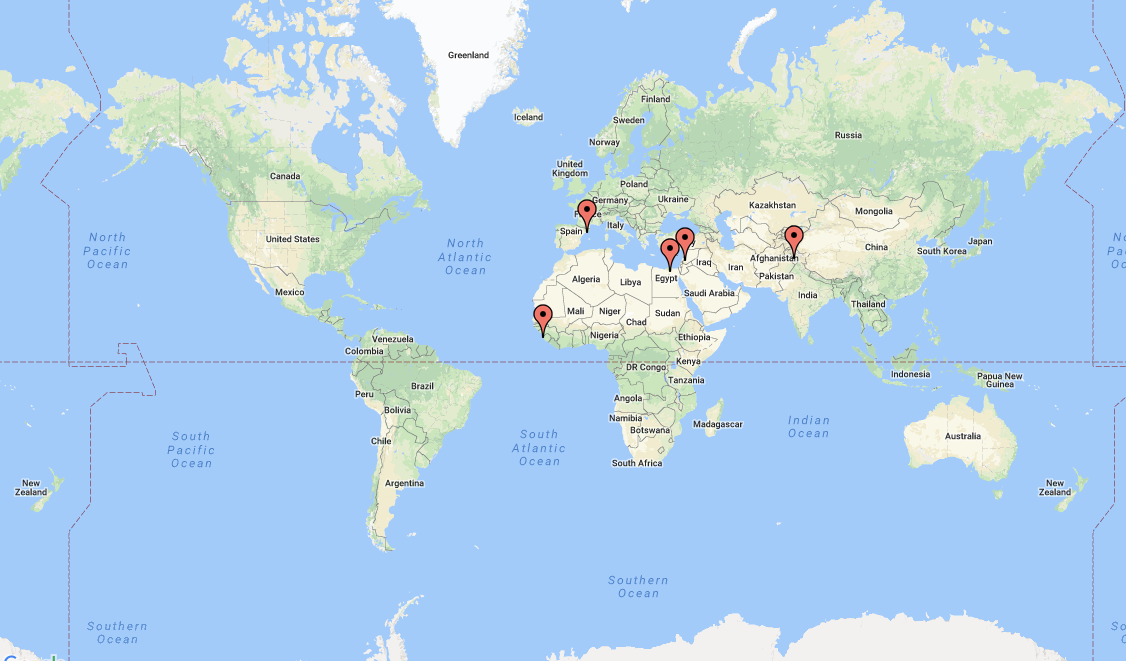 Greenland
Iceland
Finland
Sweden
Norway
Russia
United
Kingdom
Canada
Poland
Germany
Ukraine
Kazakhstan
Mongolia
Spain
Italy
United States
North
Pacific
Ocean
North
Atlantic
Ocean
China
South Korea
Japan
Afghanistan
Iraq
Iran
Pakistan
Algeria
Libya
Egypt
Mexico
Saudi Arabia
India
Thailand
Mali
Niger
Chad
Sudan
Nigeria
Ethiopia
Venezuela
Colombia
Kenya
DR Congo
Tanzania
Indonesia
Papua New
Guinea
Peru
Brazil
Angola
Bolivia
Namibia
Botswana
Madagascar
Indian
Ocean
Chile
South
Pacific
Ocean
South
Atlantic
Ocean
Australia
South Africa
Argentina
New
Zealand
New
Zealand
Southern
Ocean
Southern
Ocean